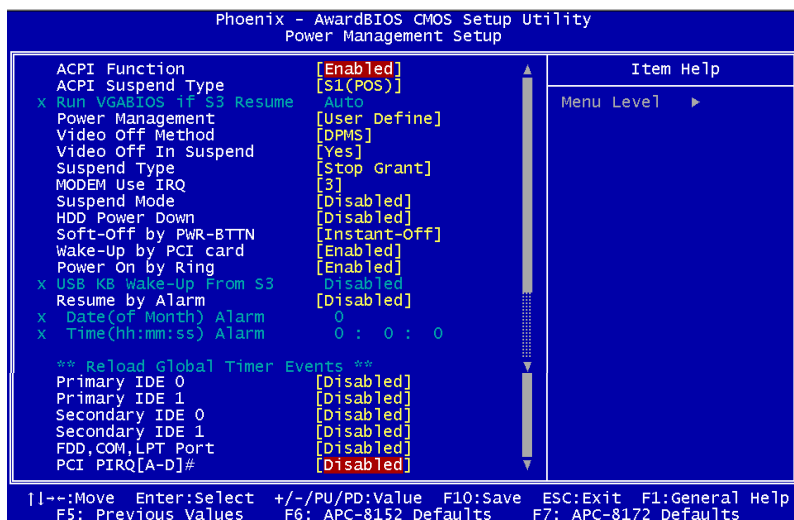 Phoenix - AwardBIOS CMOS Setup Utility
Power Management Setup
ACPI Function [Enabled]
ACPI Suspend Type [S1(POS)]
x Run VGABIOS if S3 Resume Auto
Power Management [User Define]
Video Off Method [DPMS]
Video Off In Suspend [Yes]
Suspend Type [Stop Grant]
MODEM Use IRQ [3]
Suspend Mode [Disabled]
HDD Power Down [Disabled]
Soft-Off by PWR-BTTN [Instant-Off]
Wake-Up by PCI card [Enabled]
Power On by Ring [Enabled]
x USB KB Wake-Up From S3 Disabled
Resume by Alarm [Disabled]
x Date(of Month) Alarm 0
x Time(hh:mm:ss) Alarm 0 : 0 : 0
** Reload Global Timer Events **
Primary IDE 0 [Disabled]
Primary IDE 1 [Disabled]
Secondary IDE 0 [Disabled]
Secondary IDE 1 [Disabled]
FDD,COM,LPT Port [Disabled]
PCI PIRQ[A-D]# [Disabled]
Item Help
Menu Level ▶
↑↓→←:Move Enter:Select +/-/PU/PD:Value F10:Save ESC:Exit F1:General Help
F5: Previous Values F6: APC-8152 Defaults F7: APC-8172 Defaults